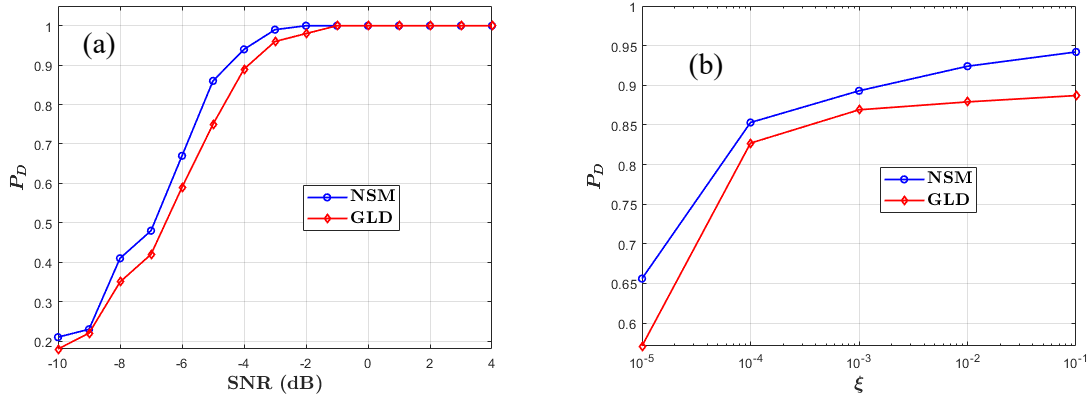 (a)
1
0.9
0.8
0.7
0.6
0.5
0.4
0.3
0.2
P_D
NSM
GLD
-10 -8 -6 -4 -2 0 2 4
SNR (dB)
(b)
1
0.95
0.9
0.85
0.8
0.75
0.7
0.65
0.6
P_D
NSM
GLD
10^-5 10^-4 10^-3 10^-2 10^-1
ξ